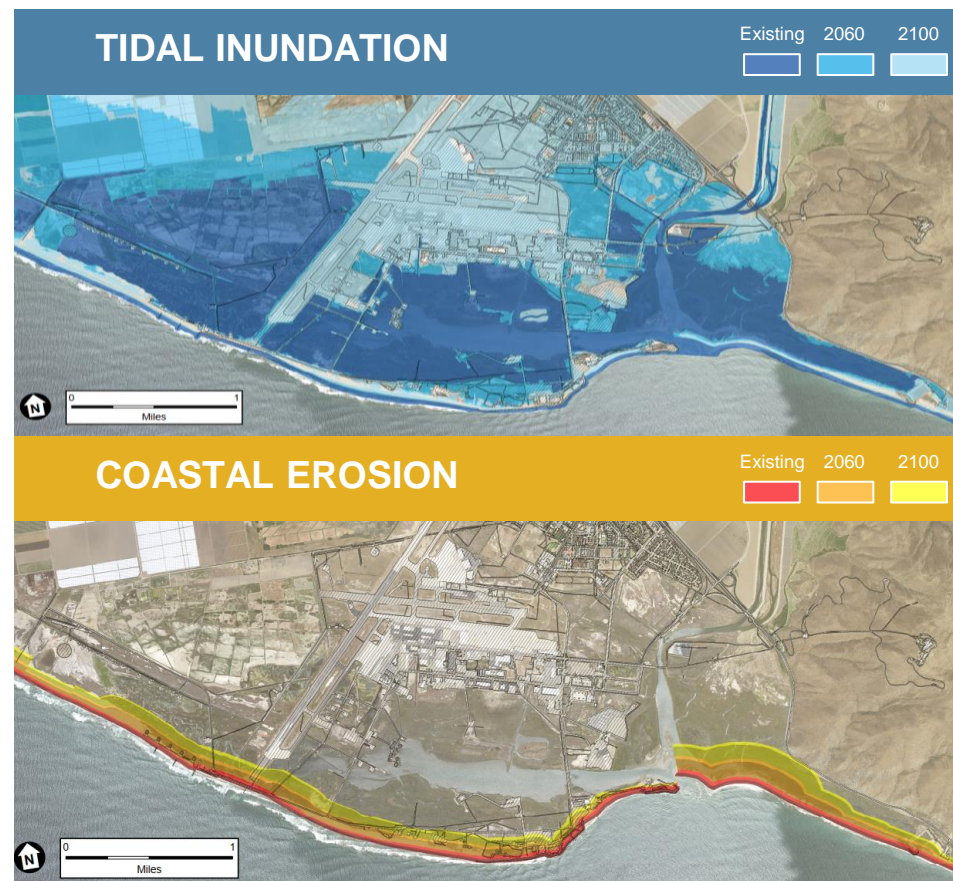 TIDAL INUNDATION
Existing 2060 2100
N
0 1
Miles
COASTAL EROSION
Existing 2060 2100
N
0 1
Miles